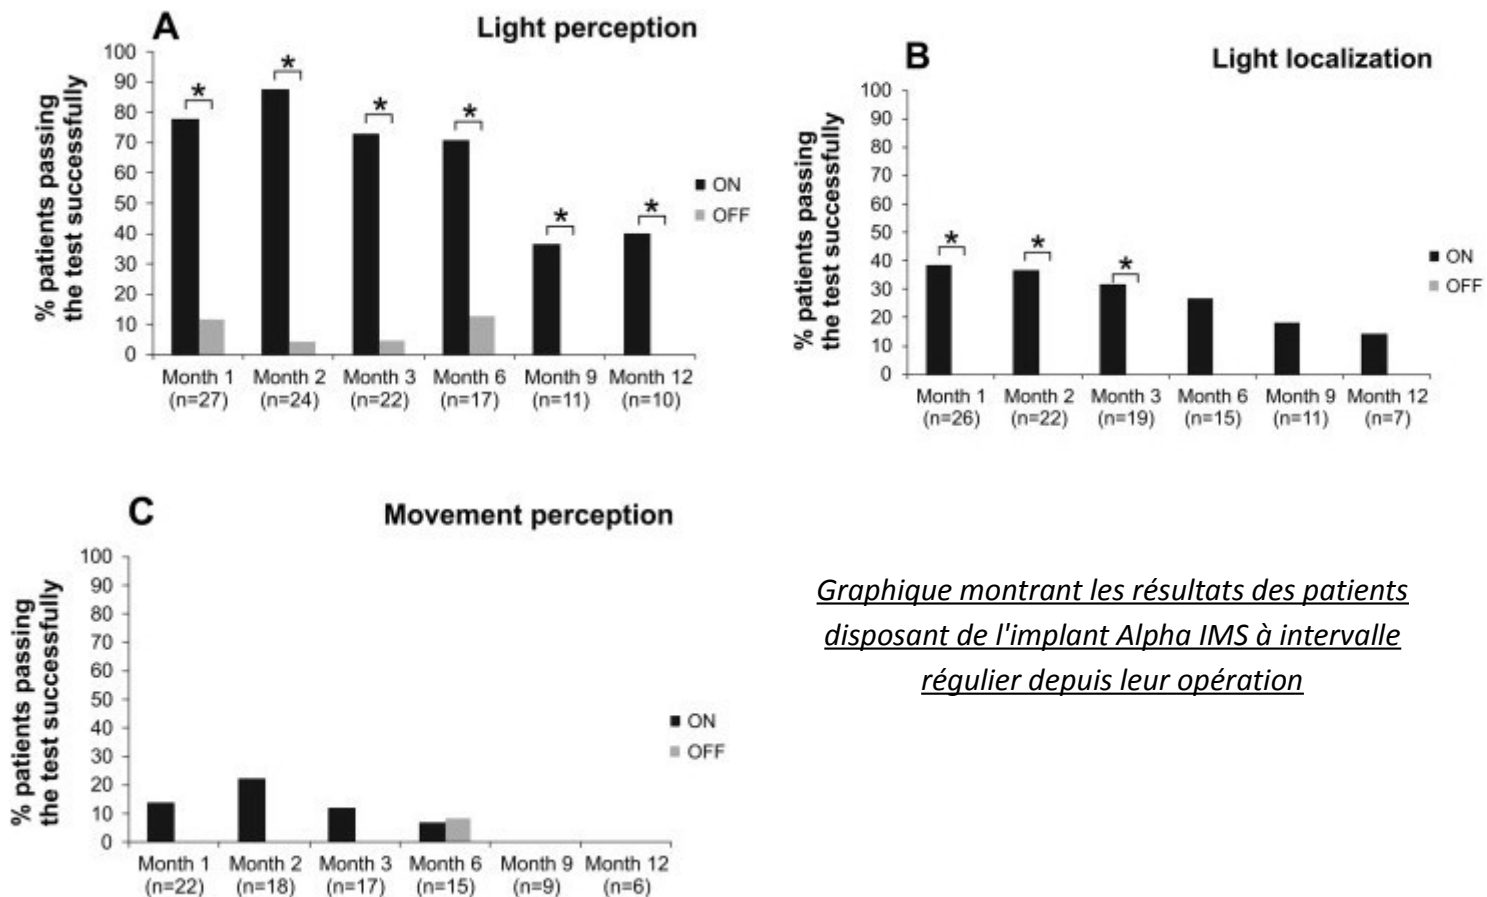 A
Light perception
% patients passing
the test successfully
100
90
80
70
60
50
40
30
20
10
0
*
*
*
*
*
*
ON
OFF
Month 1 Month 2 Month 3 Month 6 Month 9 Month 12
(n=27) (n=24) (n=22) (n=17) (n=11) (n=10)
B
Light localization
% patients passing
the test successfully
100
90
80
70
60
50
40
30
20
10
0
*
*
*
ON
OFF
Month 1 Month 2 Month 3 Month 6 Month 9 Month 12
(n=26) (n=22) (n=19) (n=15) (n=11) (n=7)
C
Movement perception
% patients passing
the test successfully
100
90
80
70
60
50
40
30
20
10
0
ON
OFF
Month 1 Month 2 Month 3 Month 6 Month 9 Month 12
(n=22) (n=18) (n=17) (n=15) (n=9) (n=6)
Graphique montrant les résultats des patients
disposant de l'implant Alpha IMS à intervalle
régulier depuis leur opération